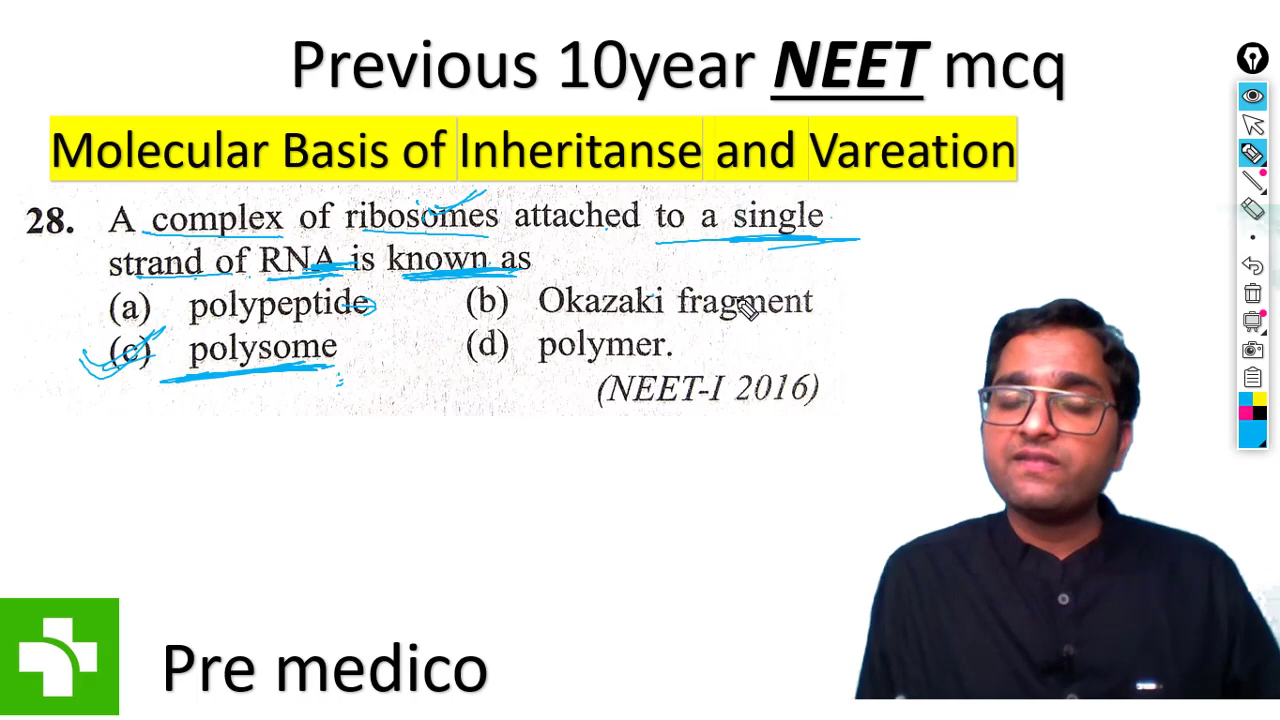 Previous 10year NEET mcq
Molecular Basis of Inheritanse and Vareation
28. A complex of ribosomes attached to a single
strand of RNA is known as
(a) polypeptide (b) Okazaki fragment
(c) polysome (d) polymer.
(NEET-I 2016)
Pre medico